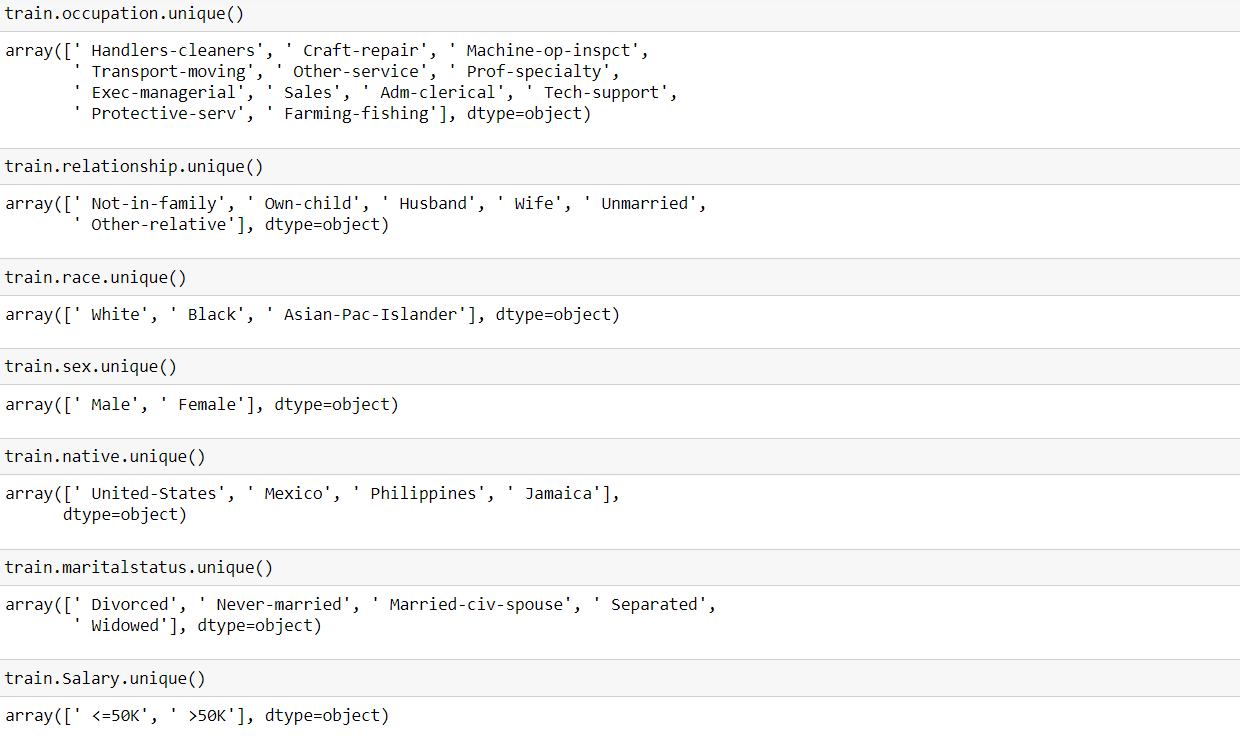 train.occupation.unique()
array([' Handlers-cleaners', ' Craft-repair', ' Machine-op-inspct',
       ' Transport-moving', ' Other-service', ' Prof-specialty',
       ' Exec-managerial', ' Sales', ' Adm-clerical', ' Tech-support',
       ' Protective-serv', ' Farming-fishing'], dtype=object)
train.relationship.unique()
array([' Not-in-family', ' Own-child', ' Husband', ' Wife', ' Unmarried',
       ' Other-relative'], dtype=object)
train.race.unique()
array([' White', ' Black', ' Asian-Pac-Islander'], dtype=object)
train.sex.unique()
array([' Male', ' Female'], dtype=object)
train.native.unique()
array([' United-States', ' Mexico', ' Philippines', ' Jamaica'],
      dtype=object)
train.maritalstatus.unique()
array([' Divorced', ' Never-married', ' Married-civ-spouse', ' Separated',
       ' Widowed'], dtype=object)
train.Salary.unique()
array([' <=50K', ' >50K'], dtype=object)